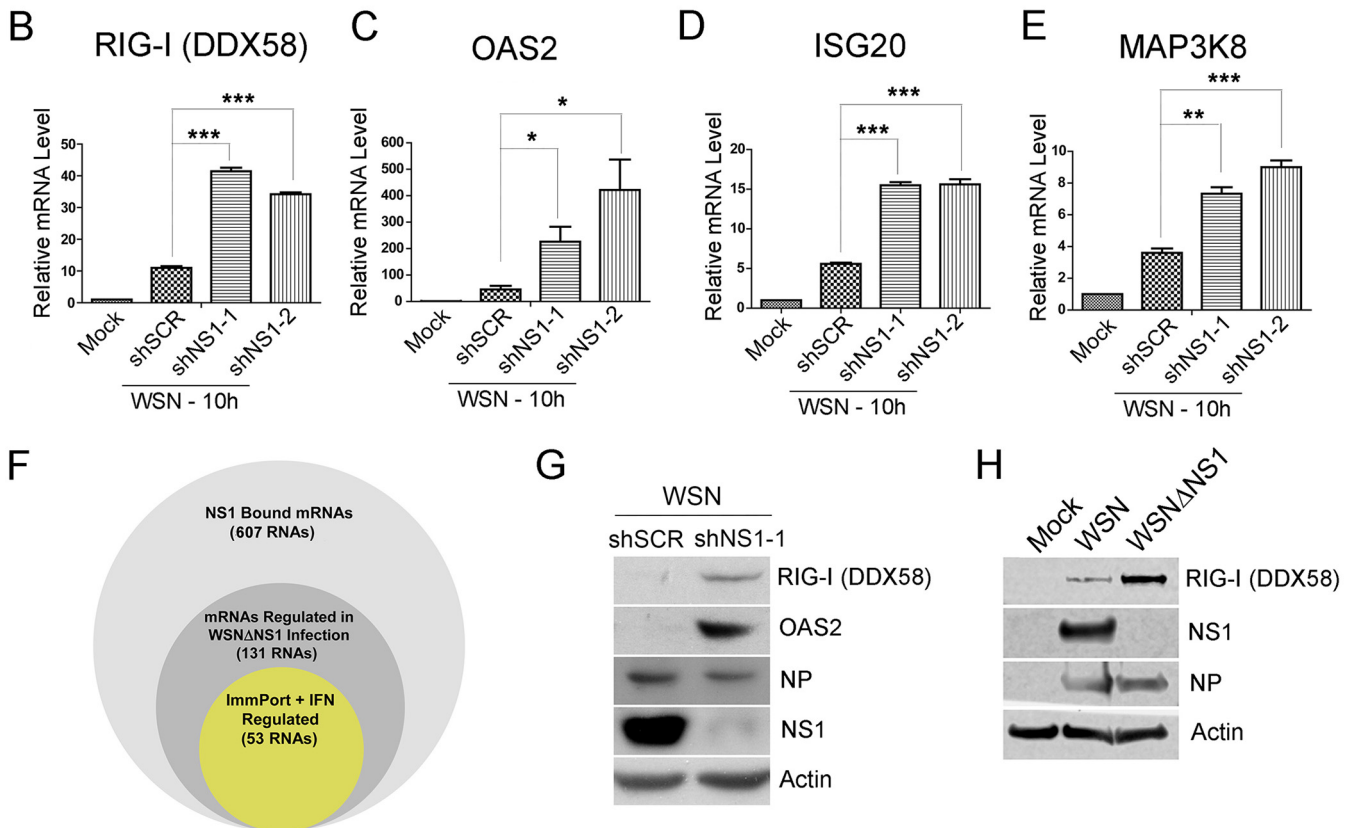 B
RIG-I (DDX58)
Relative mRNA Level
50
40
30
20
10
0
***
***
Mock
shSCR
shNS1-1
shNS1-2
WSN - 10h
C
OAS2
Relative mRNA Level
600
500
400
300
200
100
0
*
*
Mock
shSCR
shNS1-1
shNS1-2
WSN - 10h
D
ISG20
Relative mRNA Level
20
15
10
5
0
***
***
Mock
shSCR
shNS1-1
shNS1-2
WSN - 10h
E
MAP3K8
Relative mRNA Level
10
8
6
4
2
0
***
**
Mock
shSCR
shNS1-1
shNS1-2
WSN - 10h
F
NS1 Bound mRNAs
(607 RNAs)
mRNAs Regulated in
WSNΔNS1 Infection
(131 RNAs)
ImmPort + IFN
Regulated
(53 RNAs)
G
WSN
shSCR shNS1-1
RIG-I (DDX58)
OAS2
NP
NS1
Actin
H
Mock
WSN
WSNΔNS1
RIG-I (DDX58)
NS1
NP
Actin